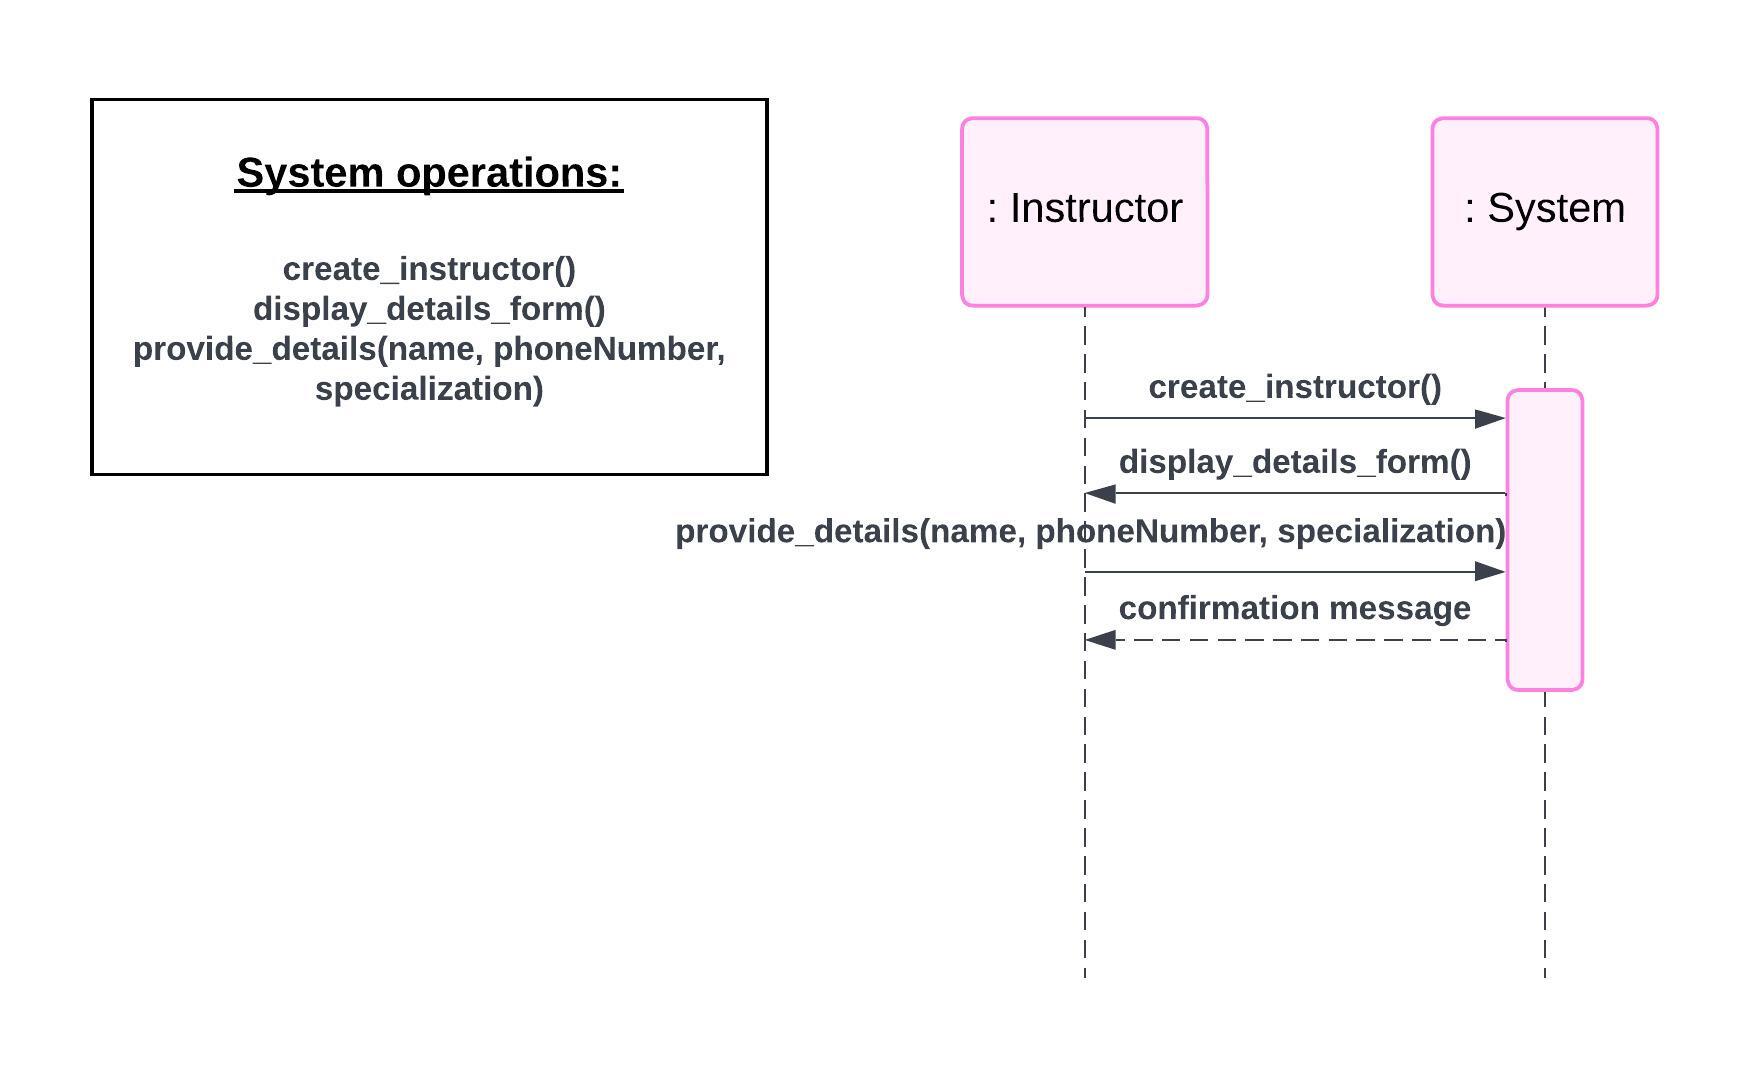 System operations:
create_instructor()
display_details_form()
provide_details(name, phoneNumber,
specialization)
: Instructor
: System
create_instructor()
display_details_form()
provide_details(name, phoneNumber, specialization)
confirmation message